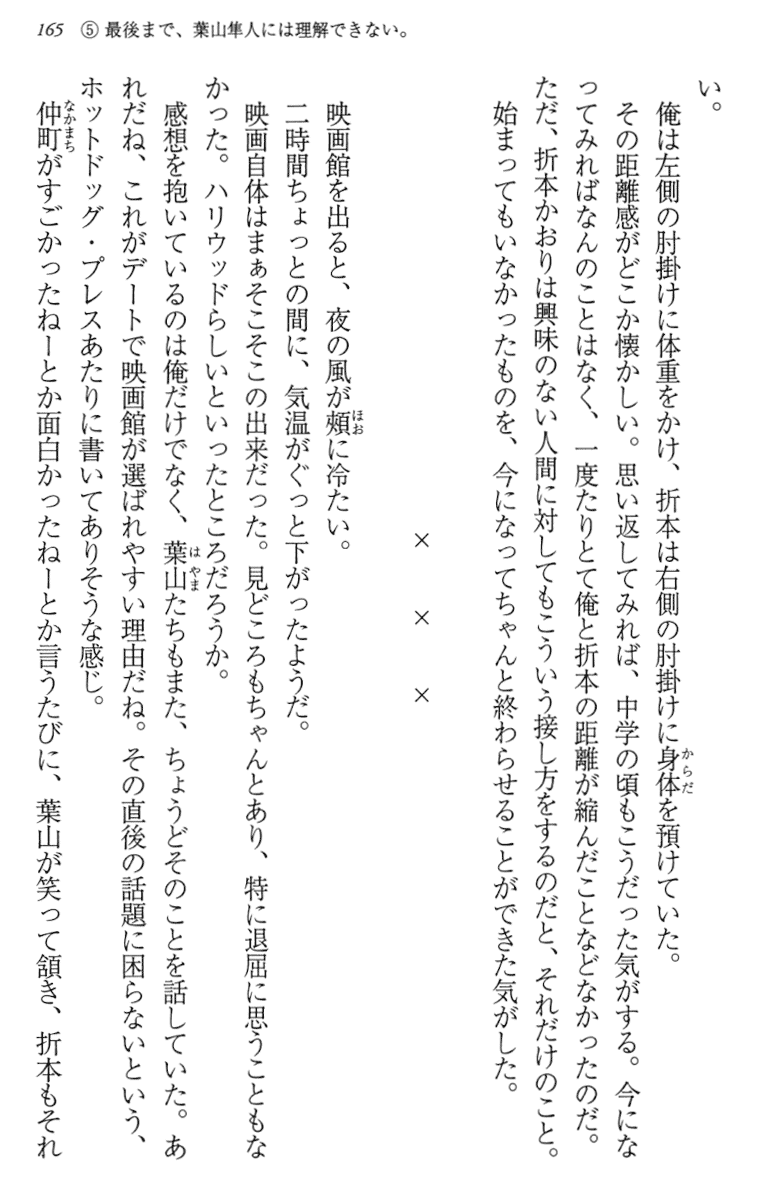 165 ⑤ 最後まで、葉山隼人には理解できない。
い。
　俺は左側の肘掛けに体重をかけ、折本は右側の肘掛けに身体を預けていた。
からだ
　その距離感がどこか懐かしい。思い返してみれば、中学の頃もこうだった気がする。今にな
ってみればなんのことはなく、一度たりとて俺と折本の距離が縮んだことなどなかったのだ。
ただ、折本かおりは興味のない人間に対してもこういう接し方をするのだと、それだけのこと。
　始まってもいなかったものを、今になってちゃんと終わらせることができた気がした。
×　×　×
　映画館を出ると、夜の風が頬に冷たい。
ほお
　二時間ちょっとの間に、気温がぐっと下がったようだ。
　映画自体はまぁそこそこの出来だった。見どころもちゃんとあり、特に退屈に思うこともな
かった。ハリウッドらしいといったところだろうか。
　感想を抱いているのは俺だけでなく、葉山たちもまた、ちょうどそのことを話していた。あ
はやま
れだね、これがデートで映画館が選ばれやすい理由だね。その直後の話題に困らないという、
ホットドッグ・プレスあたりに書いてありそうな感じ。
　仲町がすごかったねーとか面白かったねーとか言うたびに、葉山が笑って頷き、折本もそれ
なかまち